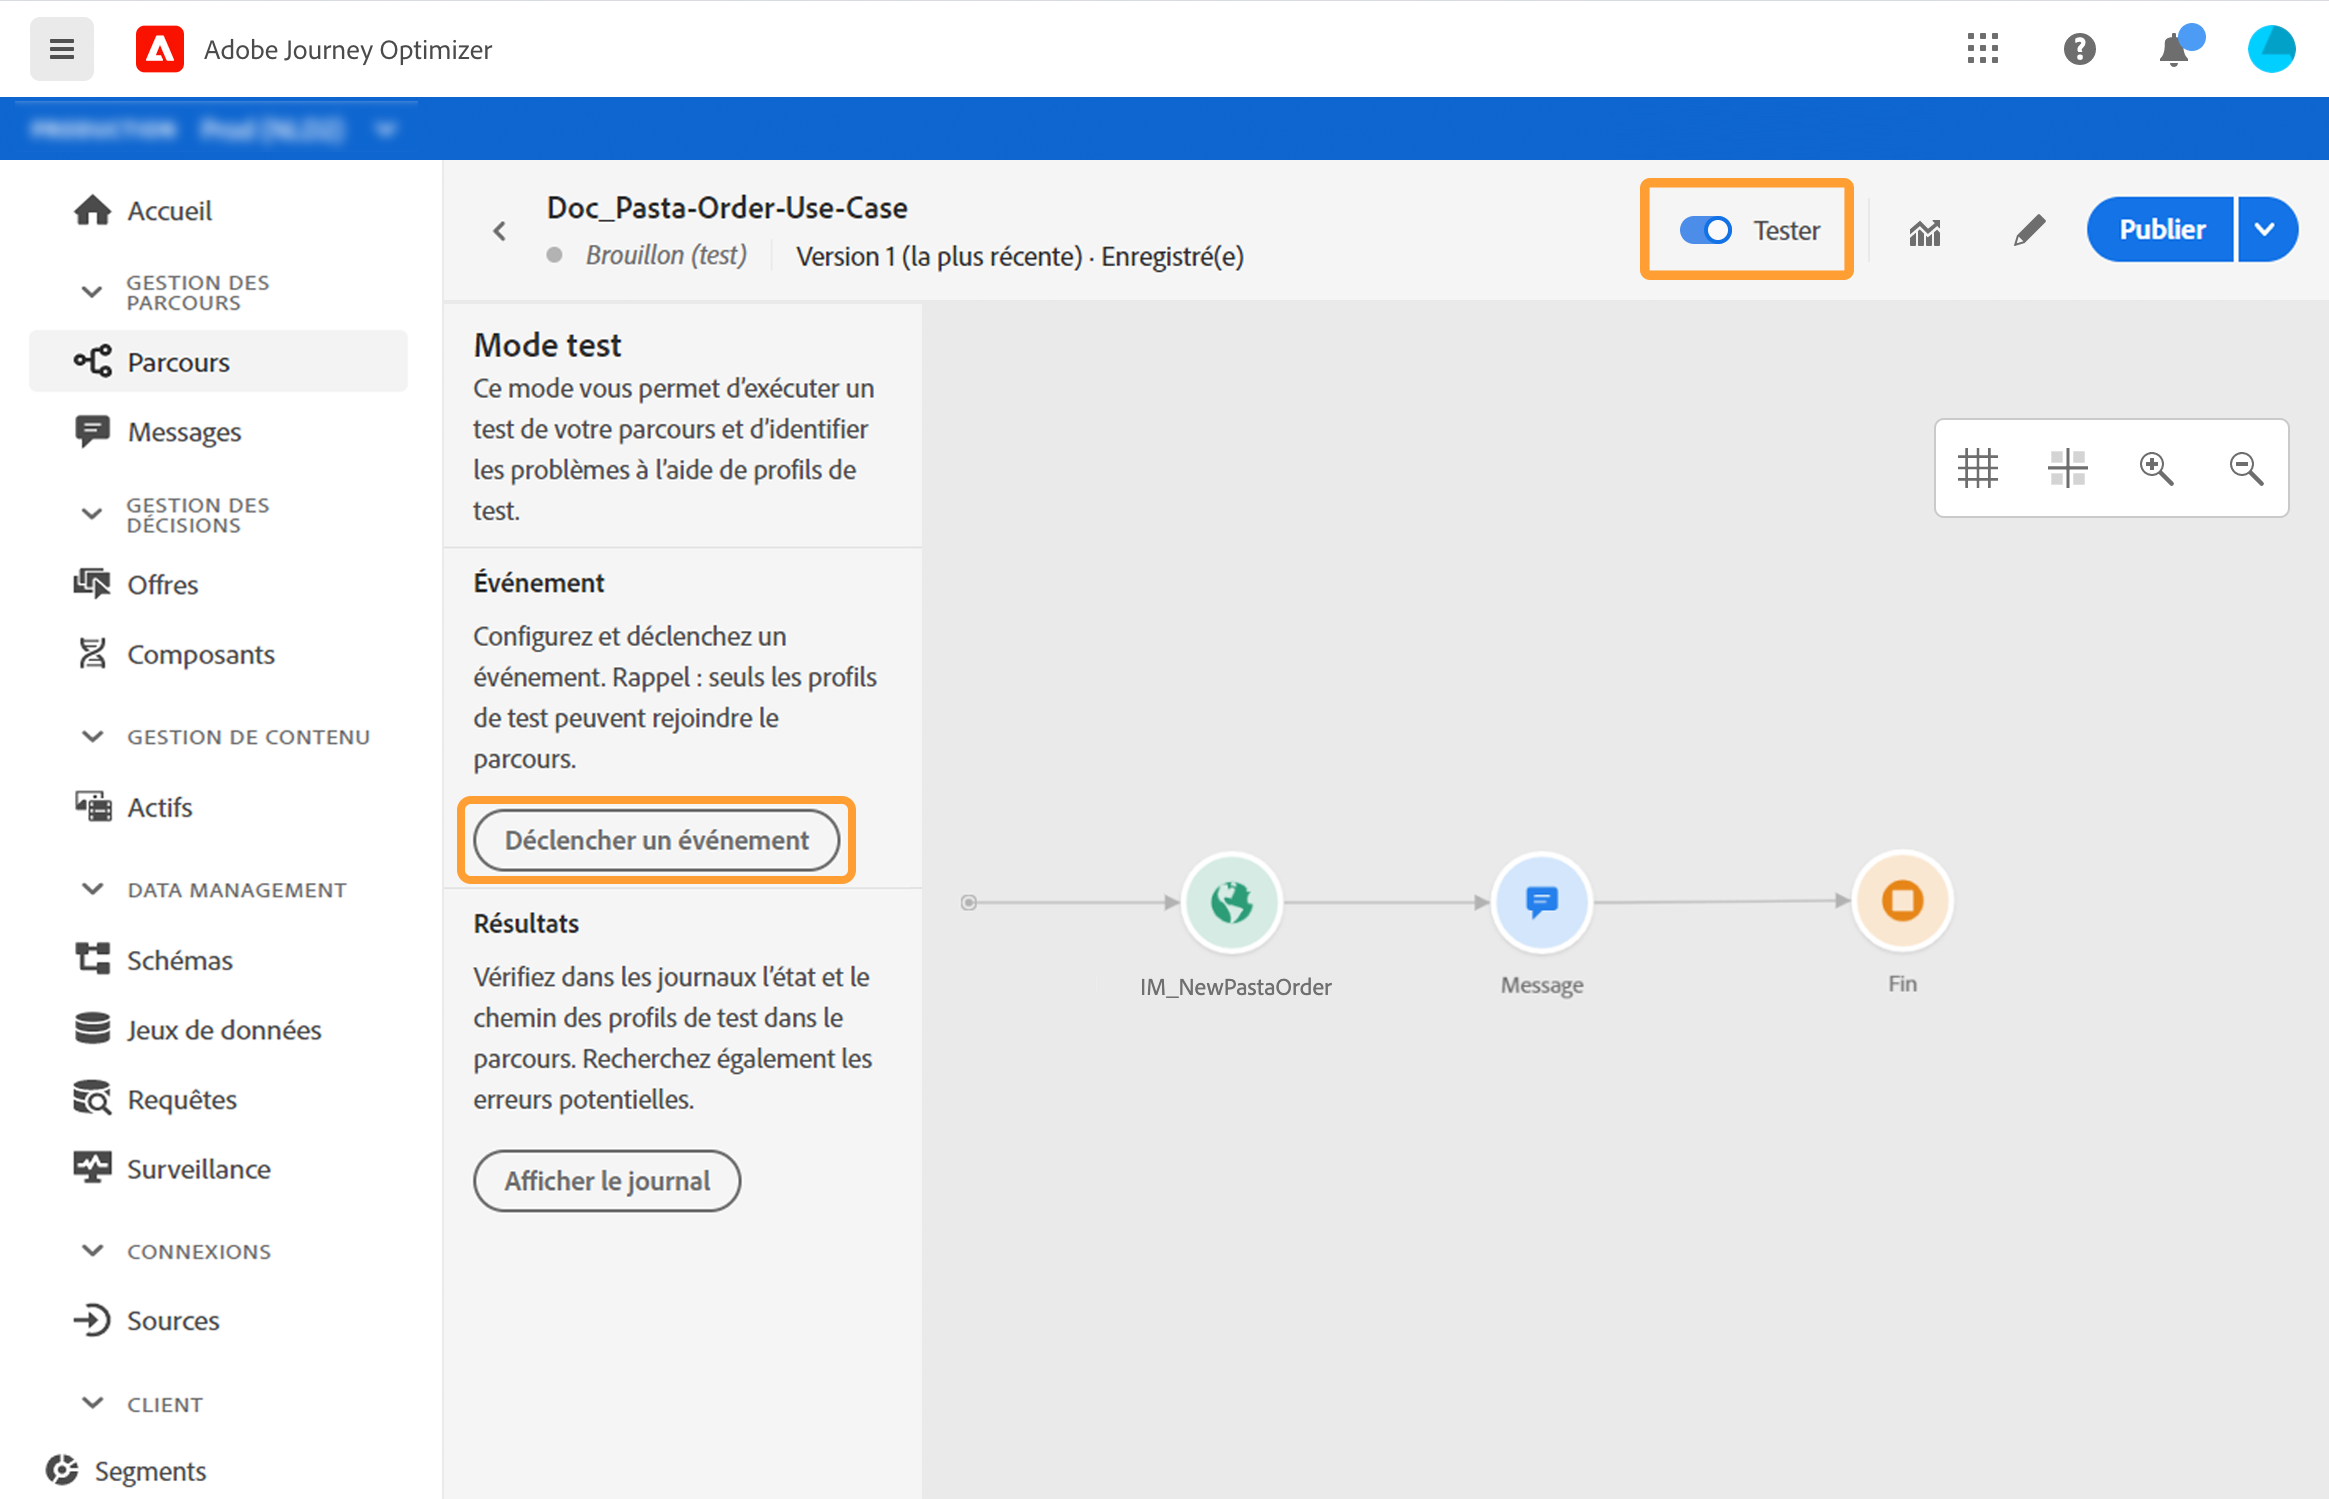 Adobe Journey Optimizer
Accueil
GESTION DES
PARCOURS
Parcours
Messages
GESTION DES
DÉCISIONS
Offres
Composants
GESTION DE CONTENU
Actifs
DATA MANAGEMENT
Schémas
Jeux de données
Requêtes
Surveillance
CONNEXIONS
Sources
CLIENT
Segments
Doc_Pasta-Order-Use-Case
Brouillon (test)
Version 1 (la plus récente) · Enregistré(e)
Tester
Publier
Mode test
Ce mode vous permet d’exécuter un
test de votre parcours et d’identifier
les problèmes à l’aide de profils de
test.
Événement
Configurez et déclenchez un
événement. Rappel : seuls les profils
de test peuvent rejoindre le
parcours.
Déclencher un événement
Résultats
Vérifiez dans les journaux l’état et le
chemin des profils de test dans le
parcours. Recherchez également les
erreurs potentielles.
Afficher le journal
IM_NewPastaOrder
Message
Fin